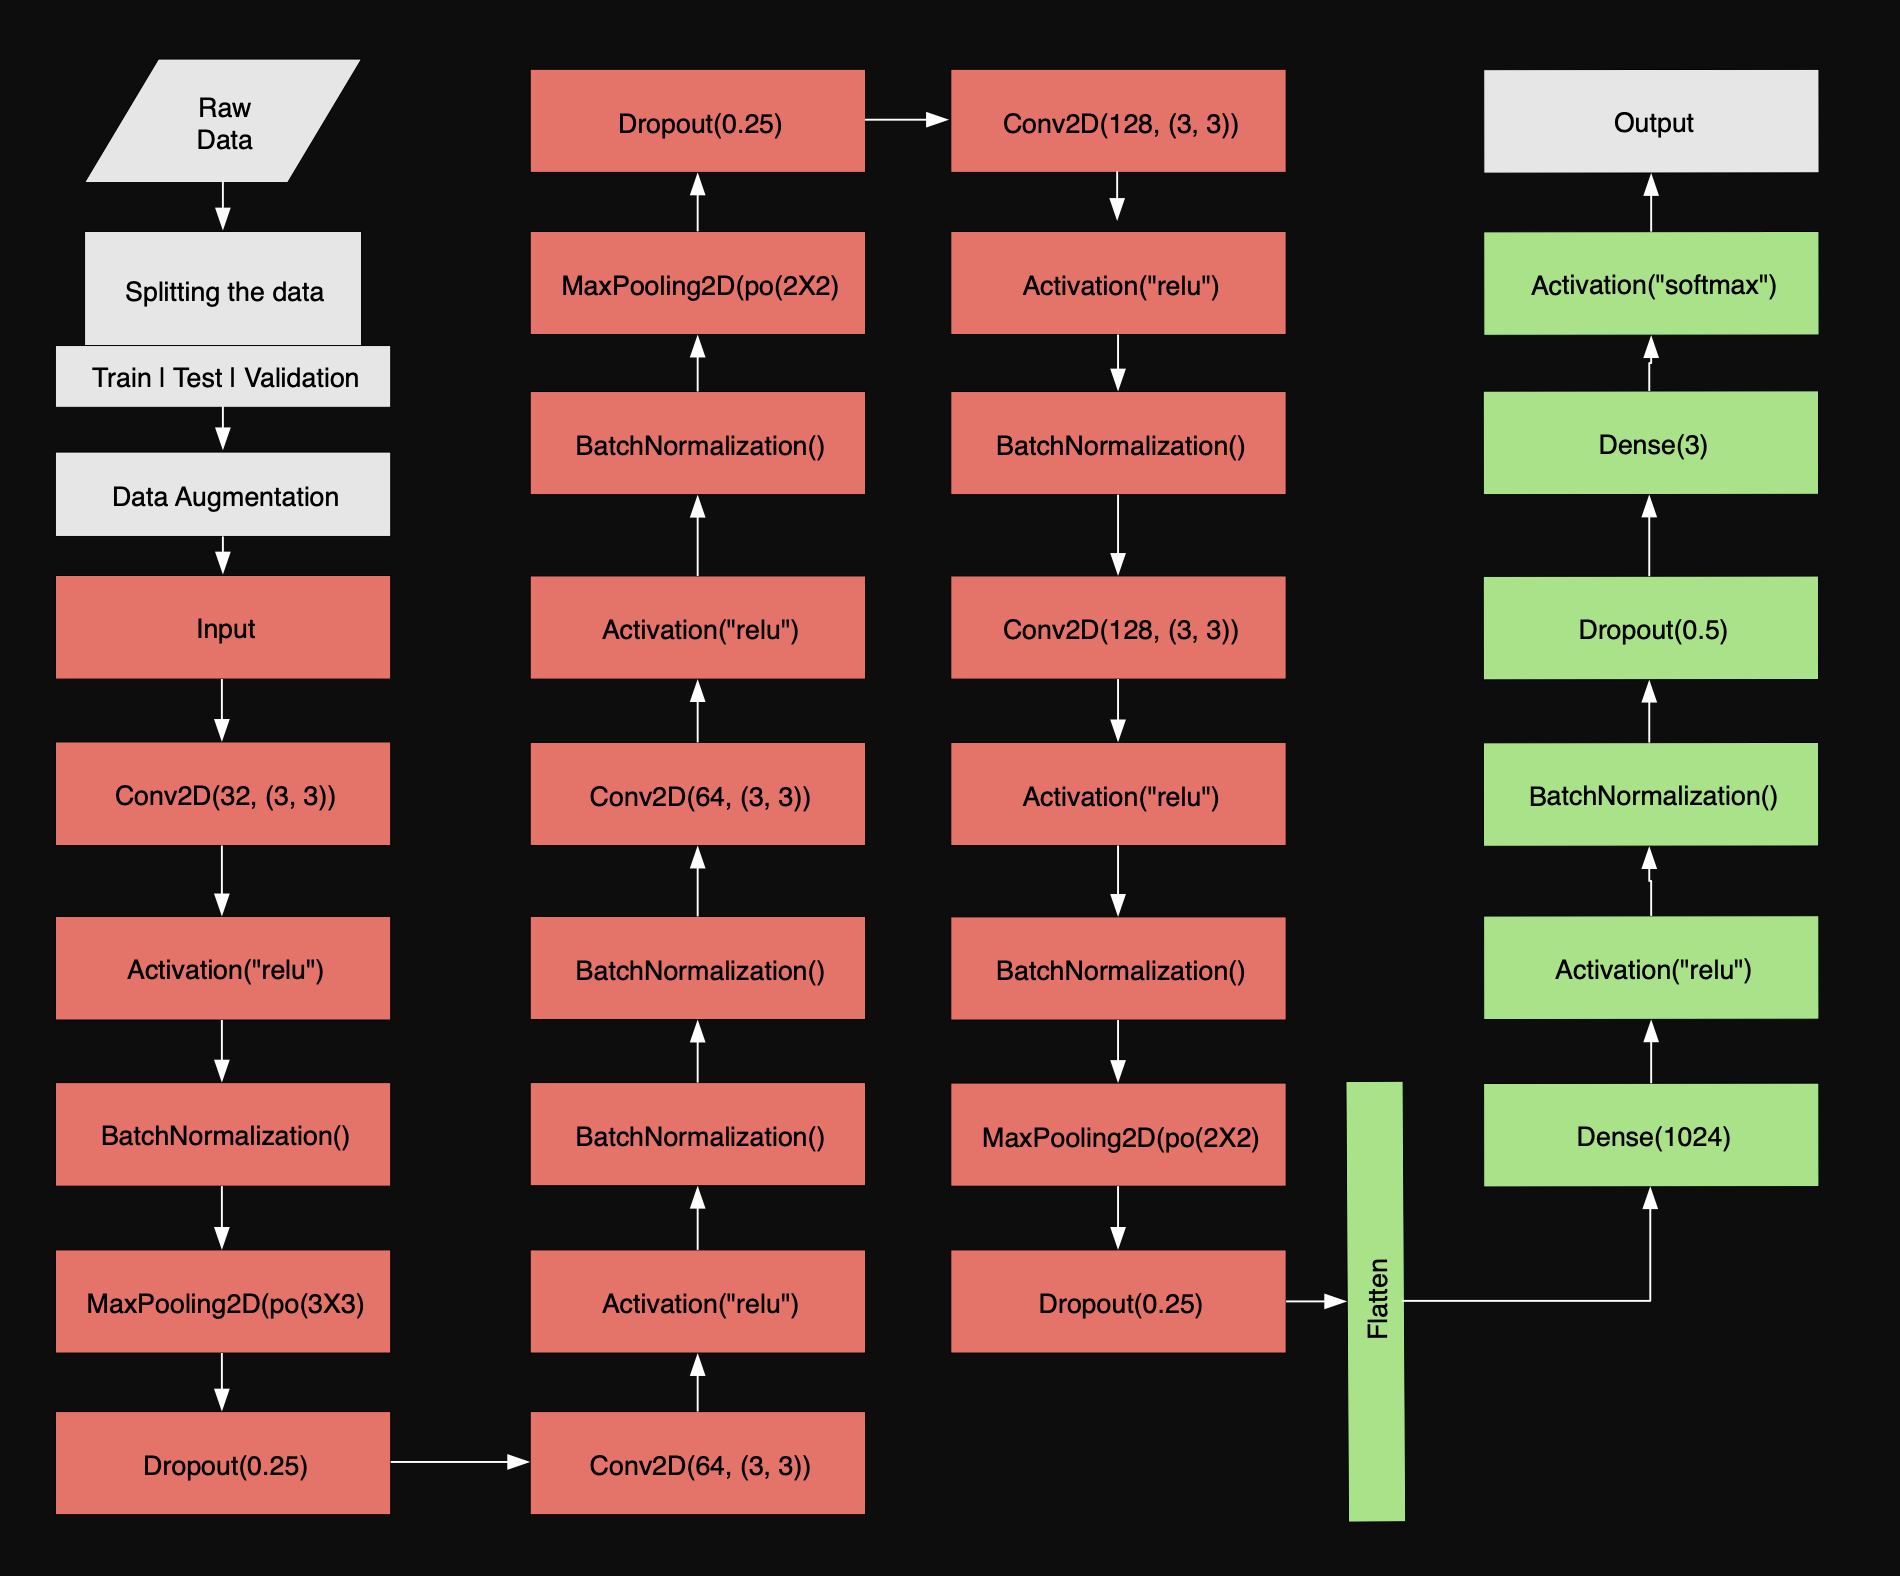 Raw
Data
Splitting the data
Train | Test | Validation
Data Augmentation
Input
Conv2D(32, (3, 3))
Activation("relu")
BatchNormalization()
MaxPooling2D(po(3X3)
Dropout(0.25)
Conv2D(64, (3, 3))
Activation("relu")
BatchNormalization()
BatchNormalization()
Conv2D(64, (3, 3))
Activation("relu")
BatchNormalization()
MaxPooling2D(po(2X2)
Dropout(0.25)
Conv2D(128, (3, 3))
Activation("relu")
BatchNormalization()
Conv2D(128, (3, 3))
Activation("relu")
BatchNormalization()
MaxPooling2D(po(2X2)
Dropout(0.25)
Flatten
Dense(1024)
Activation("relu")
BatchNormalization()
Dropout(0.5)
Dense(3)
Activation("softmax")
Output